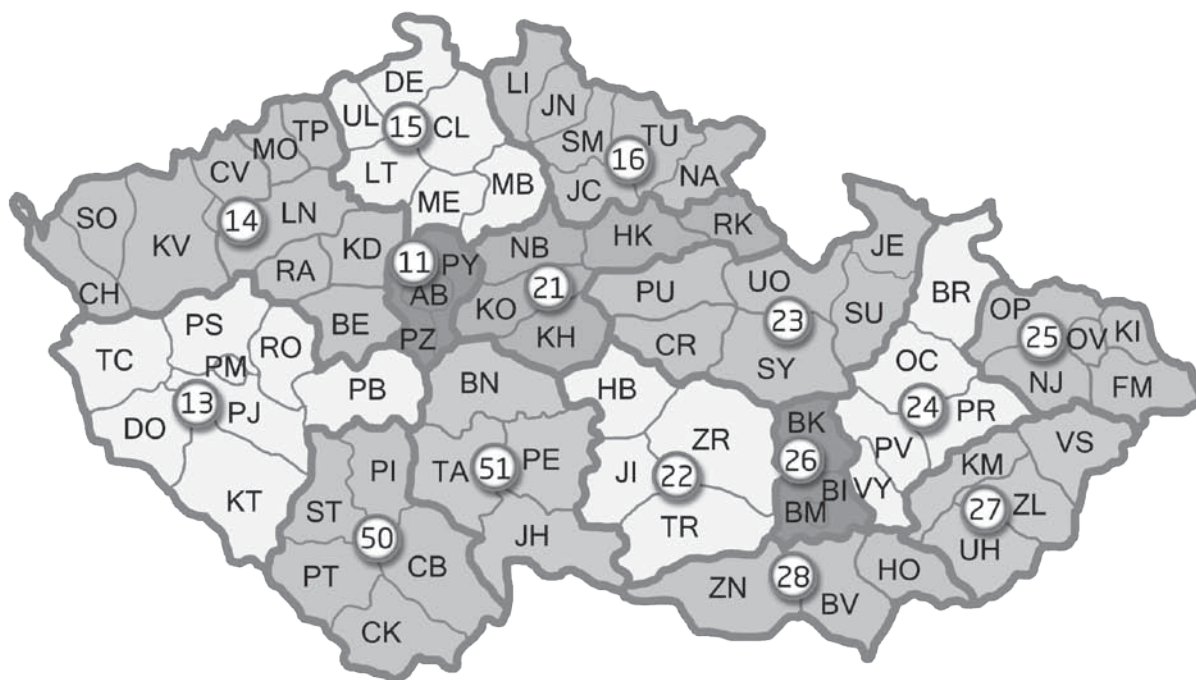 DE
LI
JN
UL
15
CL
SM
TU
TP
MO
16
CV
LT
MB
JC
NA
SO
14
LN
ME
KV
KD
11
PY
NB
HK
RK
JE
RA
AB
21
CH
KO
PU
UO
BR
OP
BE
PZ
KH
23
SU
25
OV
KI
PS
RO
CR
TC
PM
SY
OC
NJ
FM
PB
BN
HB
13
PJ
24
PR
DO
BK
ZR
PV
VS
TA
51
PE
26
PI
JI
22
KM
BI
VY
KT
ST
BM
27
ZL
TR
50
JH
UH
PT
CB
ZN
28
HO
BV
CK